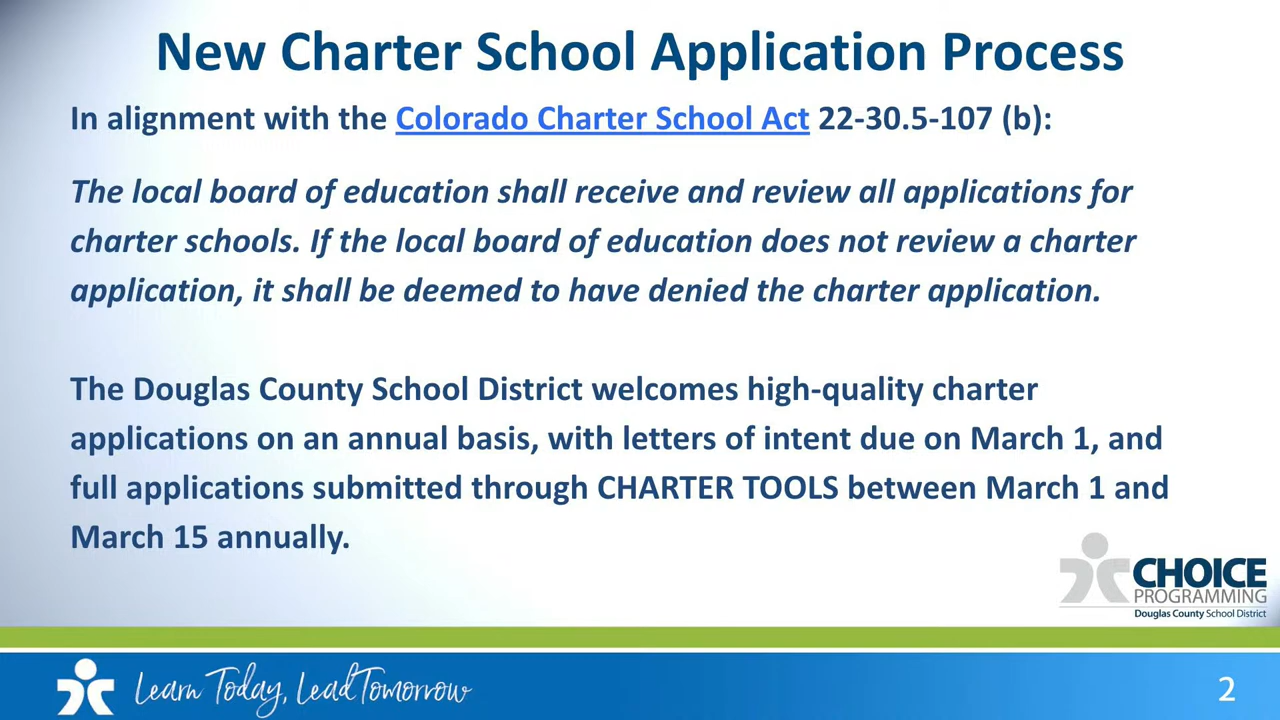 New Charter School Application Process
In alignment with the Colorado Charter School Act 22-30.5-107 (b):
The local board of education shall receive and review all applications for
charter schools. If the local board of education does not review a charter
application, it shall be deemed to have denied the charter application.
The Douglas County School District welcomes high-quality charter
applications on an annual basis, with letters of intent due on March 1, and
full applications submitted through CHARTER TOOLS between March 1 and
March 15 annually.
CHOICE
PROGRAMMING
Douglas County School District
Learn Today, Lead Tomorrow
2